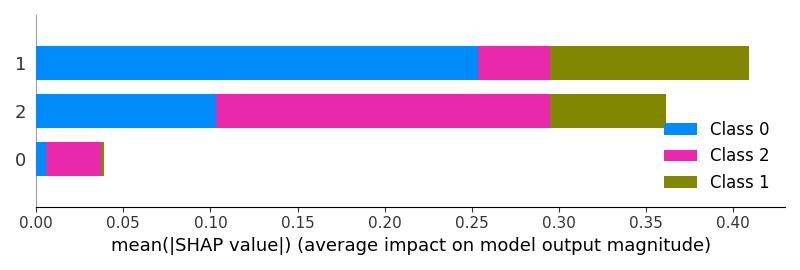 1
2
0
Class 0
Class 2
Class 1
0.00 0.05 0.10 0.15 0.20 0.25 0.30 0.35 0.40
mean(|SHAP value|) (average impact on model output magnitude)